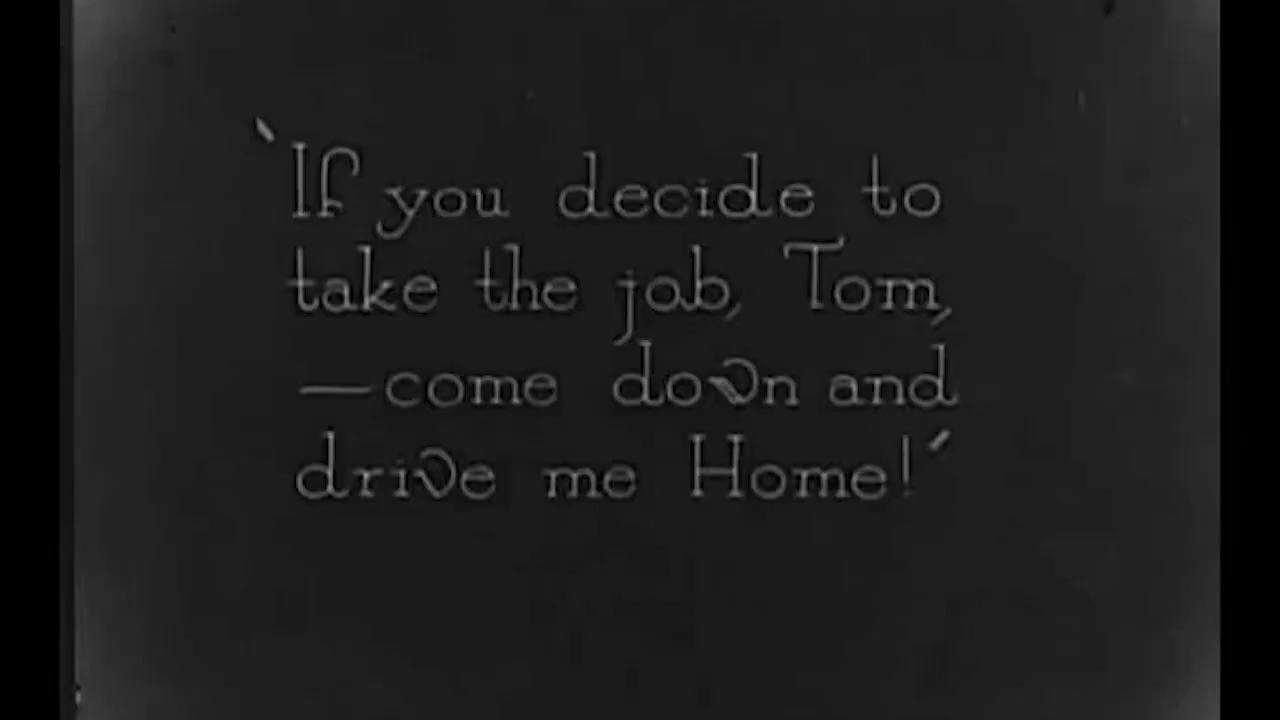 `If you decide to
take the job, Tom,
—come down and
drive me Home!´